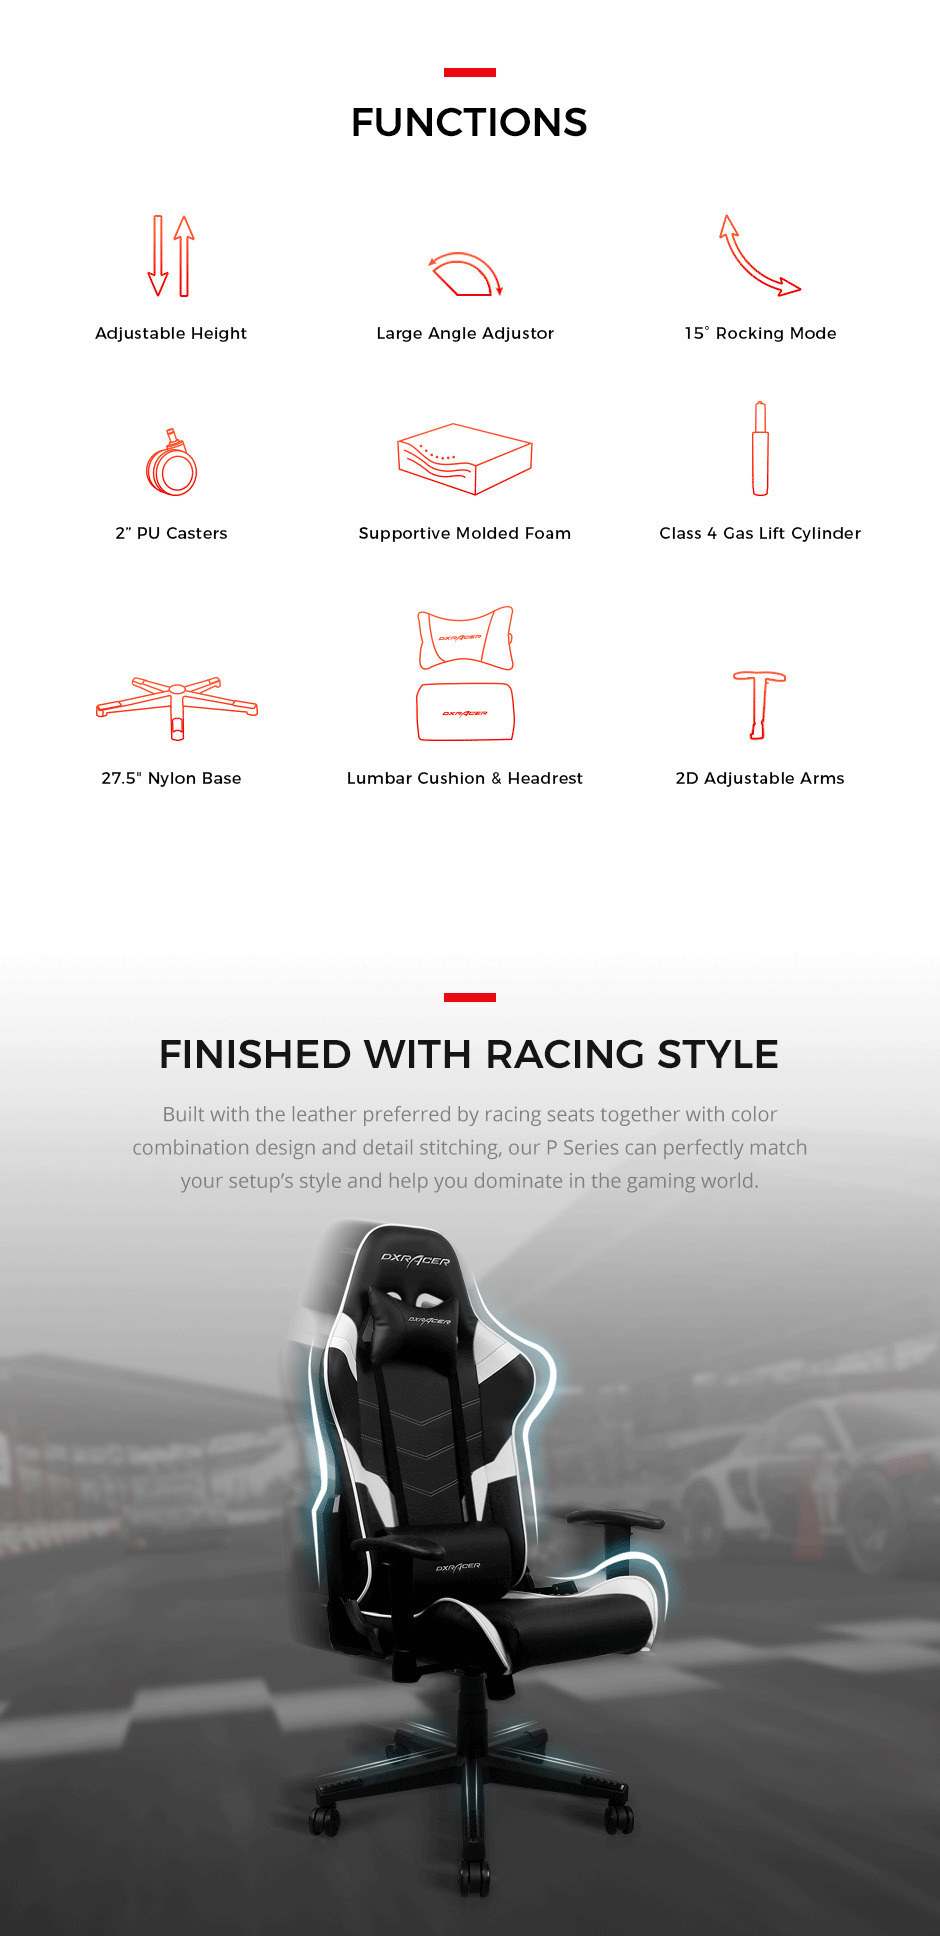 FUNCTIONS
Adjustable Height
Large Angle Adjustor
15° Rocking Mode
2” PU Casters
Supportive Molded Foam
Class 4 Gas Lift Cylinder
DXRACER
DXRACER
27.5" Nylon Base
Lumbar Cushion & Headrest
2D Adjustable Arms
FINISHED WITH RACING STYLE
Built with the leather preferred by racing seats together with color
combination design and detail stitching, our P Series can perfectly match
your setup’s style and help you dominate in the gaming world.
DXRACER
DXRACER
DXRACER